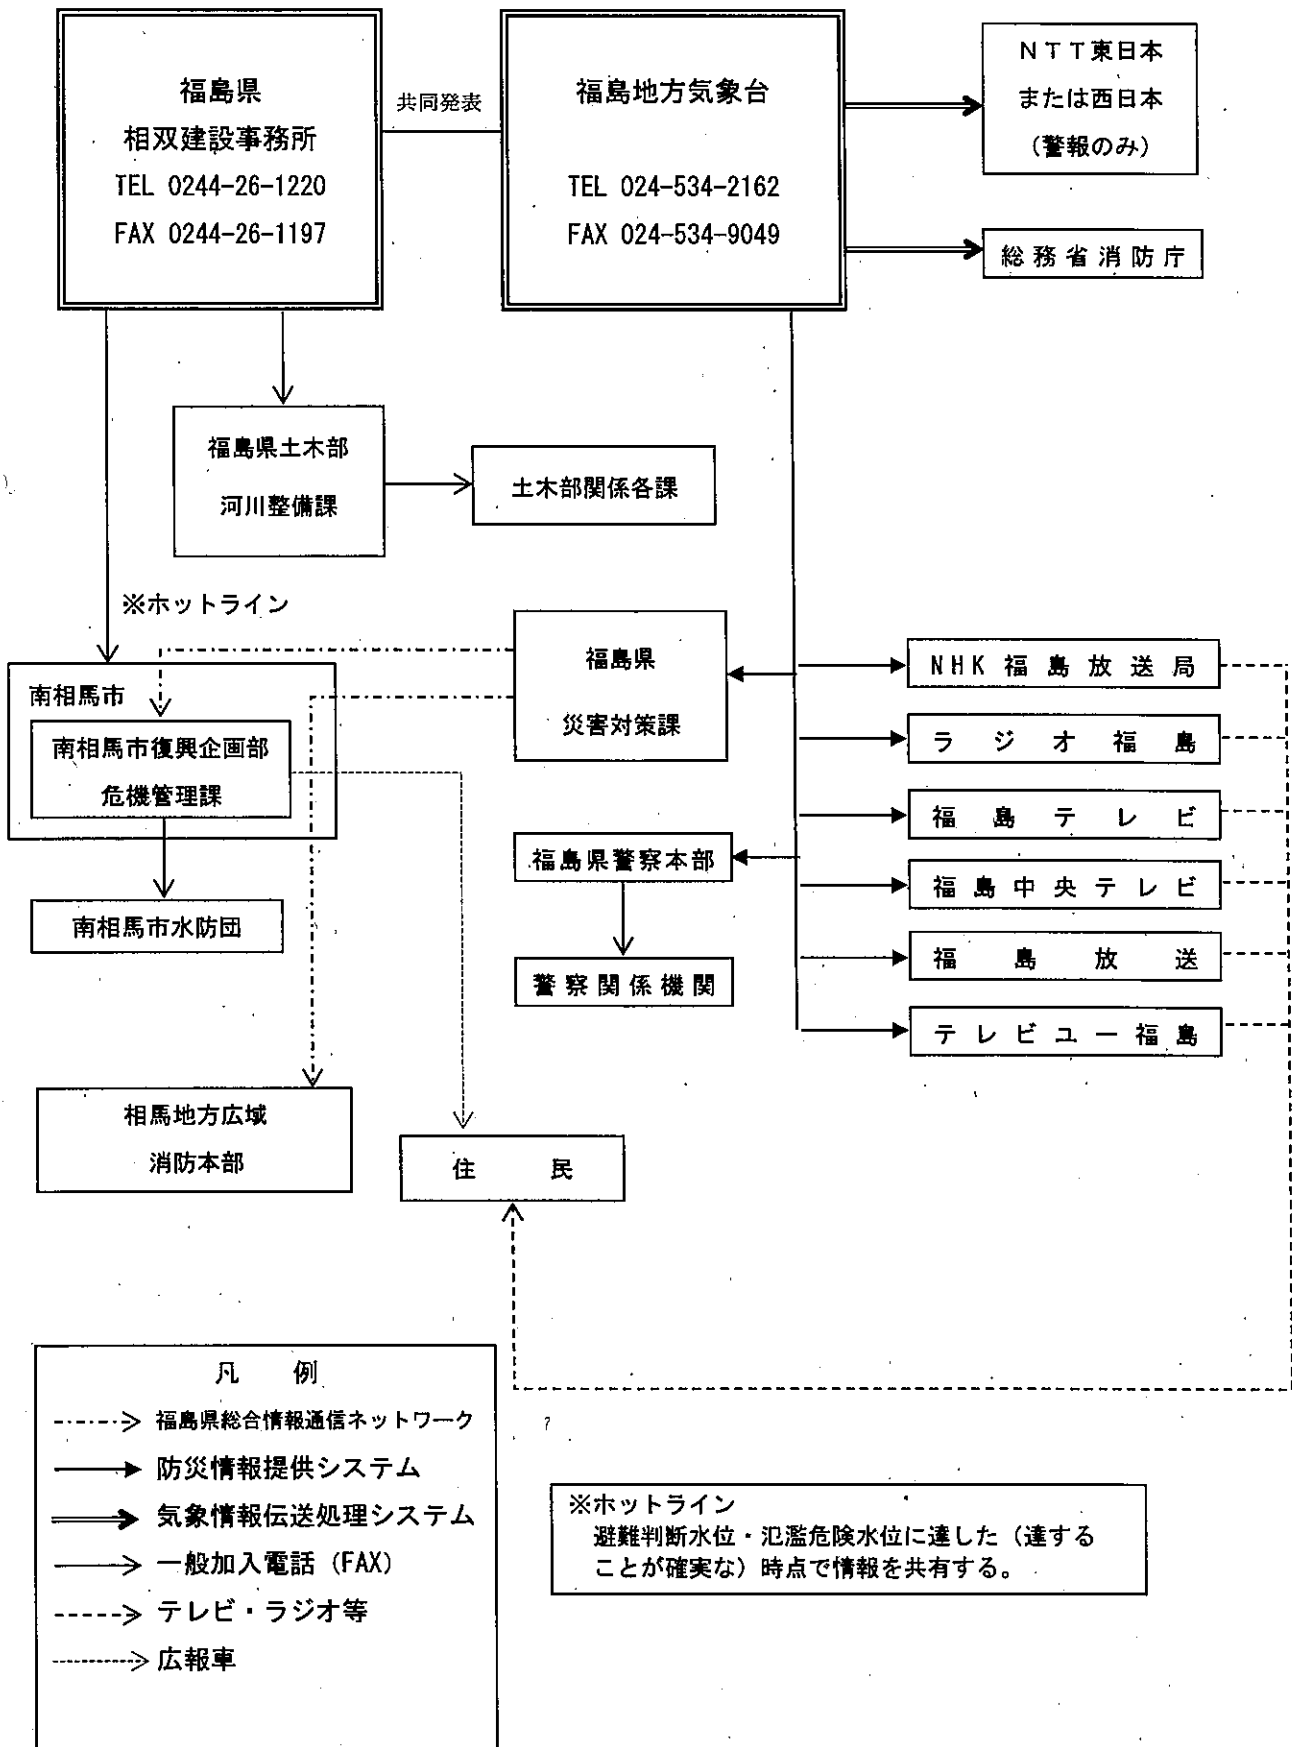 福島県
相双建設事務所
TEL 0244-26-1220
FAX 0244-26-1197
共同発表
福島地方気象台
TEL 024-534-2162
FAX 024-534-9049
ＮＴＴ東日本
または西日本
（警報のみ）
総務省消防庁
福島県土木部
河川整備課
土木部関係各課
※ホットライン
福島県
災害対策課
南相馬市
南相馬市復興企画部
危機管理課
南相馬市水防団
福島県警察本部
警察関係機関
NHK福島放送局
ラジオ福島
福島テレビ
福島中央テレビ
福島放送
テレビユー福島
相馬地方広域
消防本部
住民
凡例
福島県総合情報通信ネットワーク
防災情報提供システム
気象情報伝送処理システム
一般加入電話（FAX）
テレビ・ラジオ等
広報車
※ホットライン
避難判断水位・氾濫危険水位に達した（達する
ことが確実な）時点で情報を共有する。